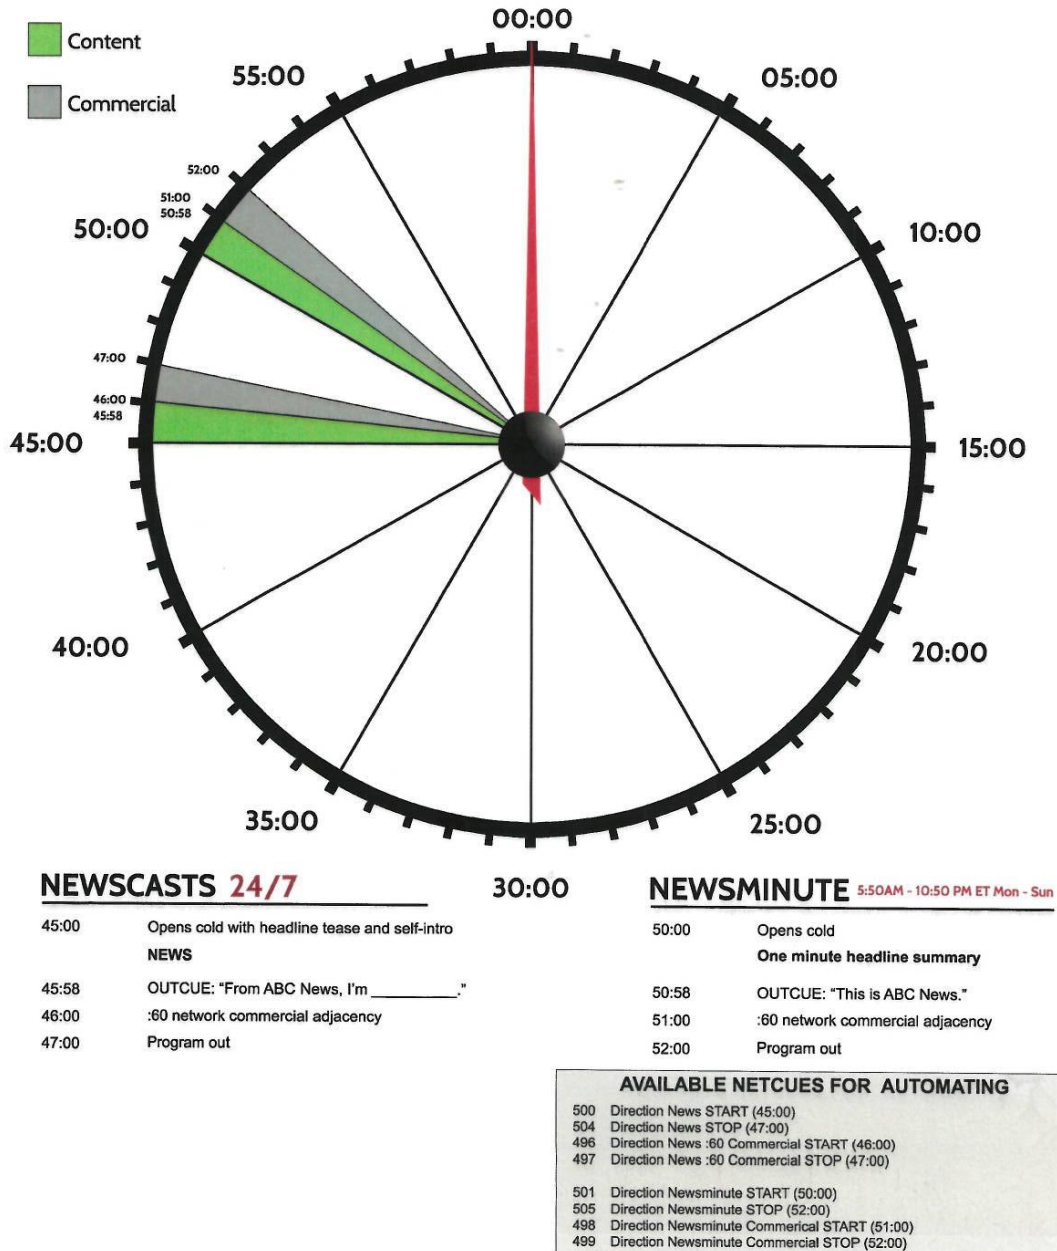 00:00
Content
Commercial
55:00
05:00
52:00
51:00
50:58
50:00
10:00
47:00
46:00
45:58
45:00
15:00
40:00
20:00
35:00
25:00
30:00
NEWSCASTS 24/7
45:00 Opens cold with headline tease and self-intro
NEWS
45:58 OUTCUE: “From ABC News, I'm ___________.”
46:00 :60 network commercial adjacency
47:00 Program out
NEWSMINUTE 5:50AM - 10:50 PM ET Mon - Sun
50:00 Opens cold
One minute headline summary
50:58 OUTCUE: “This is ABC News.”
51:00 :60 network commercial adjacency
52:00 Program out
AVAILABLE NETCUES FOR AUTOMATING
500 Direction News START (45:00)
504 Direction News STOP (47:00)
496 Direction News :60 Commercial START (46:00)
497 Direction News :60 Commercial STOP (47:00)
501 Direction Newsminute START (50:00)
505 Direction Newsminute STOP (52:00)
498 Direction Newsminute Commerical START (51:00)
499 Direction Newsminute Commercial STOP (52:00)